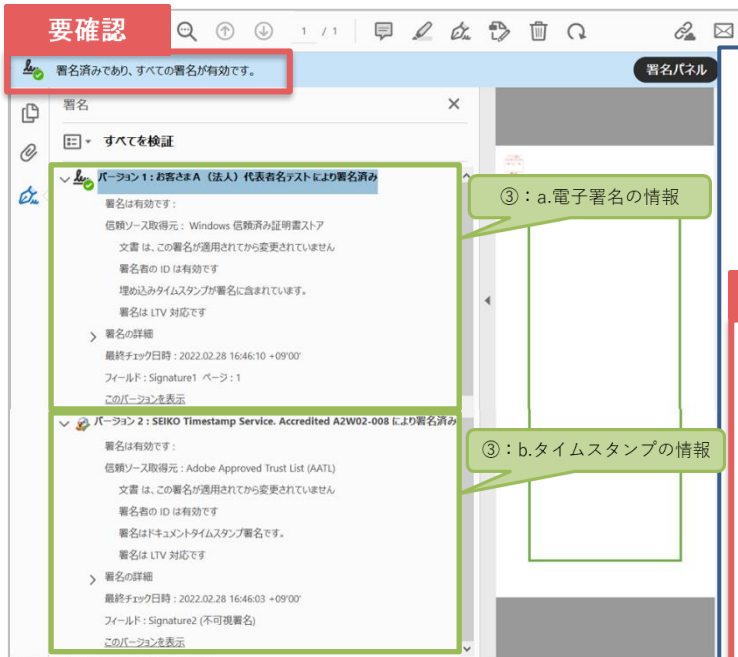 要確認
1 / 1
署名済みであり、すべての署名が有効です。
署名パネル
署名
すべてを検証
バージョン 1 : お客さまA (法人) 代表者名テスト により署名済み
署名は有効です :
信頼ソース取得元 : Windows 信頼済み証明書ストア
文書 は、この署名が適用されてから変更されていません
署名者の ID は有効です
埋め込みタイムスタンプが署名に含まれています。
署名は LTV 対応です
署名の詳細
最終チェック日時 : 2022.02.28 16:46:10 +09'00'
フィールド : Signature1 ページ : 1
このバージョンを表示
③:a.電子署名の情報
バージョン 2 : SEIKO Timestamp Service. Accredited A2W02-008 により署名済み
署名は有効です :
信頼ソース取得元 : Adobe Approved Trust List (AATL)
文書 は、この署名が適用されてから変更されていません
署名者の ID は有効です
署名はドキュメントタイムスタンプ署名です。
署名は LTV 対応です
署名の詳細
最終チェック日時 : 2022.02.28 16:46:03 +09'00'
フィールド : Signature2 (不可視署名)
このバージョンを表示
③:b.タイムスタンプの情報